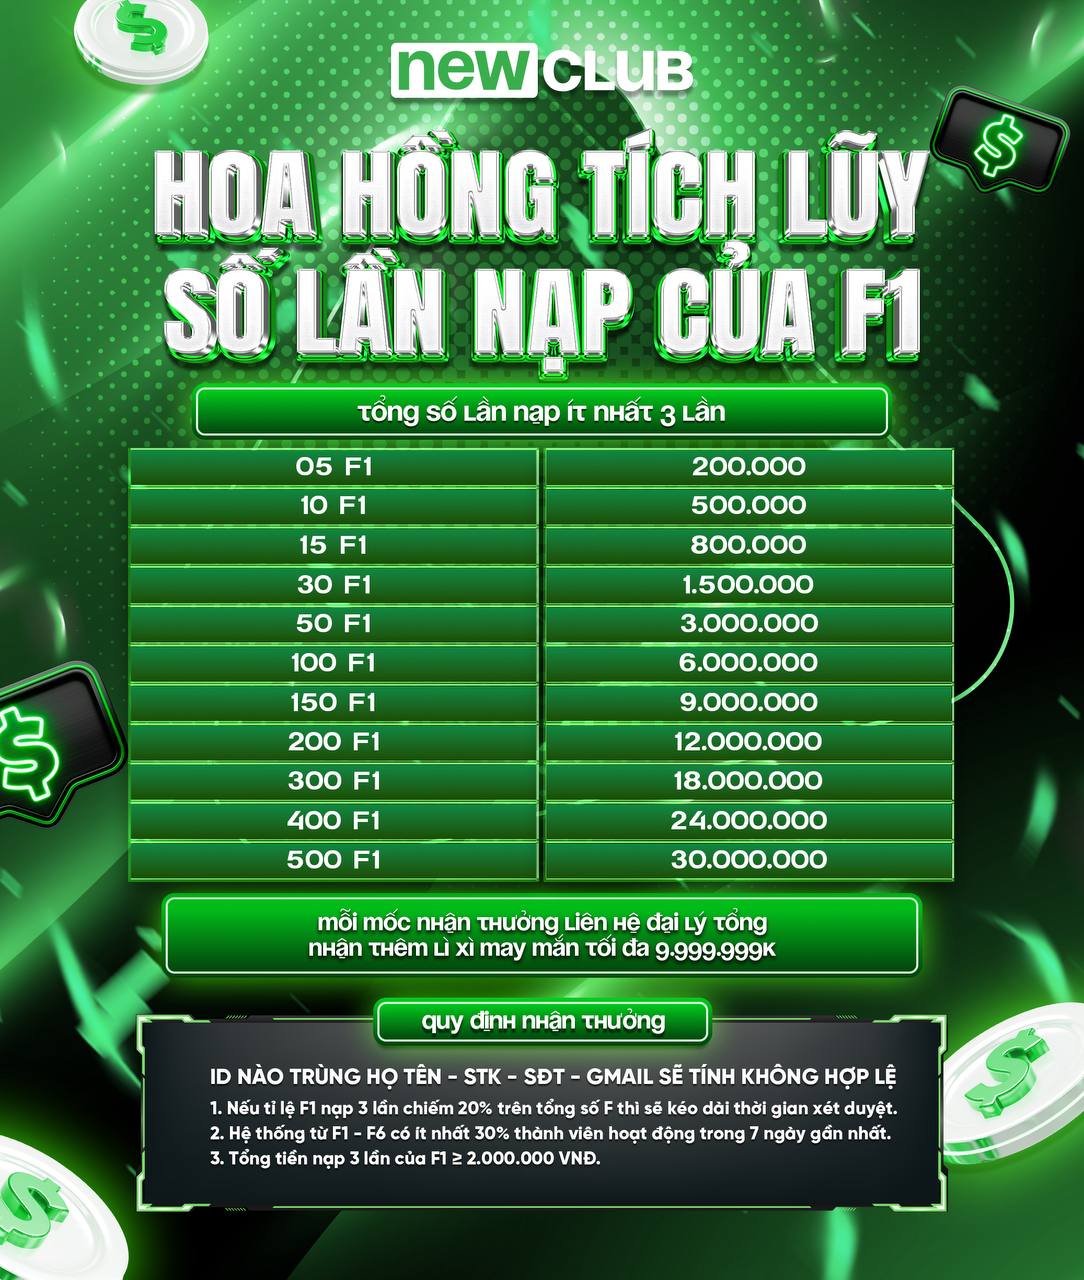 new CLUB
HOA HỒNG TÍCH LŨY
SỐ LẦN NẠP CỦA F1
Tổng số Lần nạp ít nhất 3 Lần
05 F1 200.000
10 F1 500.000
15 F1 800.000
30 F1 1.500.000
50 F1 3.000.000
100 F1 6.000.000
150 F1 9.000.000
200 F1 12.000.000
300 F1 18.000.000
400 F1 24.000.000
500 F1 30.000.000
mỗi mốc nhận thưởng Liên hệ đại Lý tổng
nhận thêm Lì xì may mắn tối đa 9.999.999K
quy định nhận thưởng
ID NÀO TRÙNG HỌ TÊN - STK - SĐT - GMAIL SẼ TÍNH KHÔNG HỢP LỆ
1. Nếu tỉ lệ F1 nạp 3 lần chiếm 20% trên tổng số F thì sẽ kéo dài thời gian xét duyệt.
2. Hệ thống từ F1 - F6 có ít nhất 30% thành viên hoạt động trong 7 ngày gần nhất.
3. Tổng tiền nạp 3 lần của F1 ≥ 2.000.000 VNĐ.